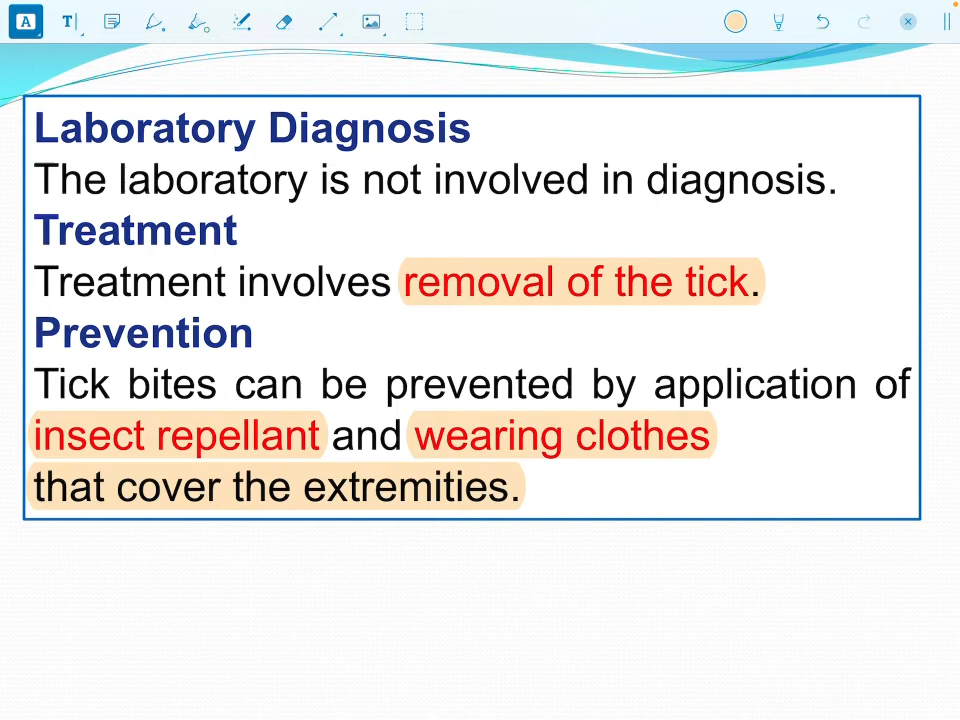 A T
Laboratory Diagnosis
The laboratory is not involved in diagnosis.
Treatment
Treatment involves removal of the tick.
Prevention
Tick bites can be prevented by application of
insect repellant and wearing clothes
that cover the extremities.